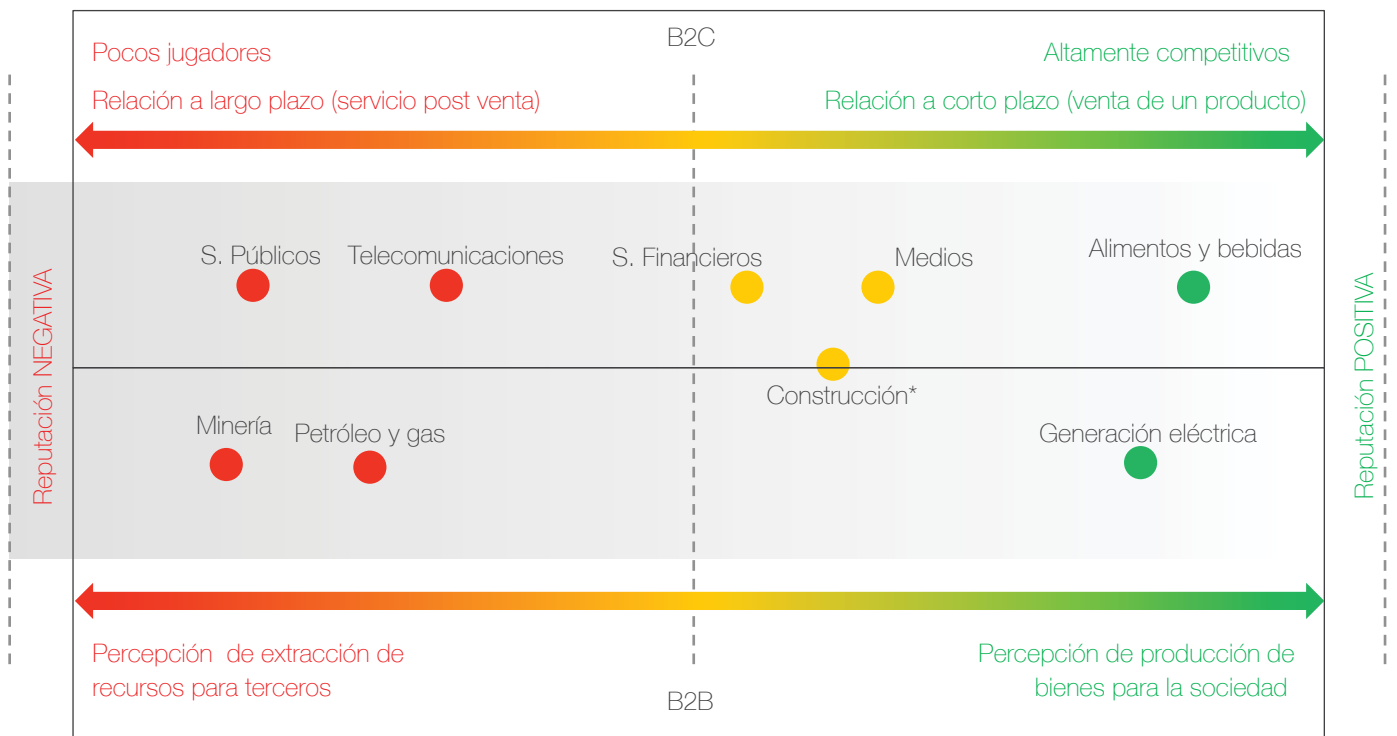 B2C
Pocos jugadores
Altamente competitivos
Relación a largo plazo (servicio post venta)
Relación a corto plazo (venta de un producto)
Reputación NEGATIVA
S. Públicos
Telecomunicaciones
S. Financieros
Medios
Alimentos y bebidas
Reputación POSITIVA
Construcción*
Minería
Petróleo y gas
Generación eléctrica
Percepción de extracción de
recursos para terceros
Percepción de producción de
bienes para la sociedad
B2B